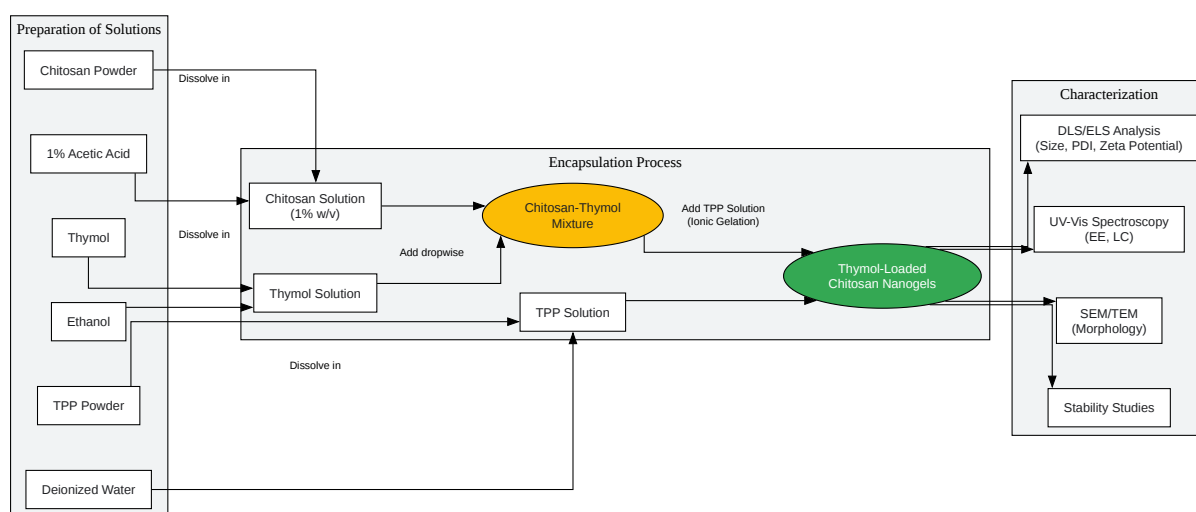 Preparation of Solutions
Chitosan Powder
Dissolve in
1% Acetic Acid
Thymol
Dissolve in
Ethanol
TPP Powder
Dissolve in
Deionized Water
Encapsulation Process
Chitosan Solution
(1% w/v)
Chitosan-Thymol
Mixture
Add TPP Solution
(Ionic Gelation)
Add dropwise
Thymol Solution
TPP Solution
Thymol-Loaded
Chitosan Nanogels
Characterization
DLS/ELS Analysis
(Size, PDI, Zeta Potential)
UV-Vis Spectroscopy
(EE, LC)
SEM/TEM
(Morphology)
Stability Studies